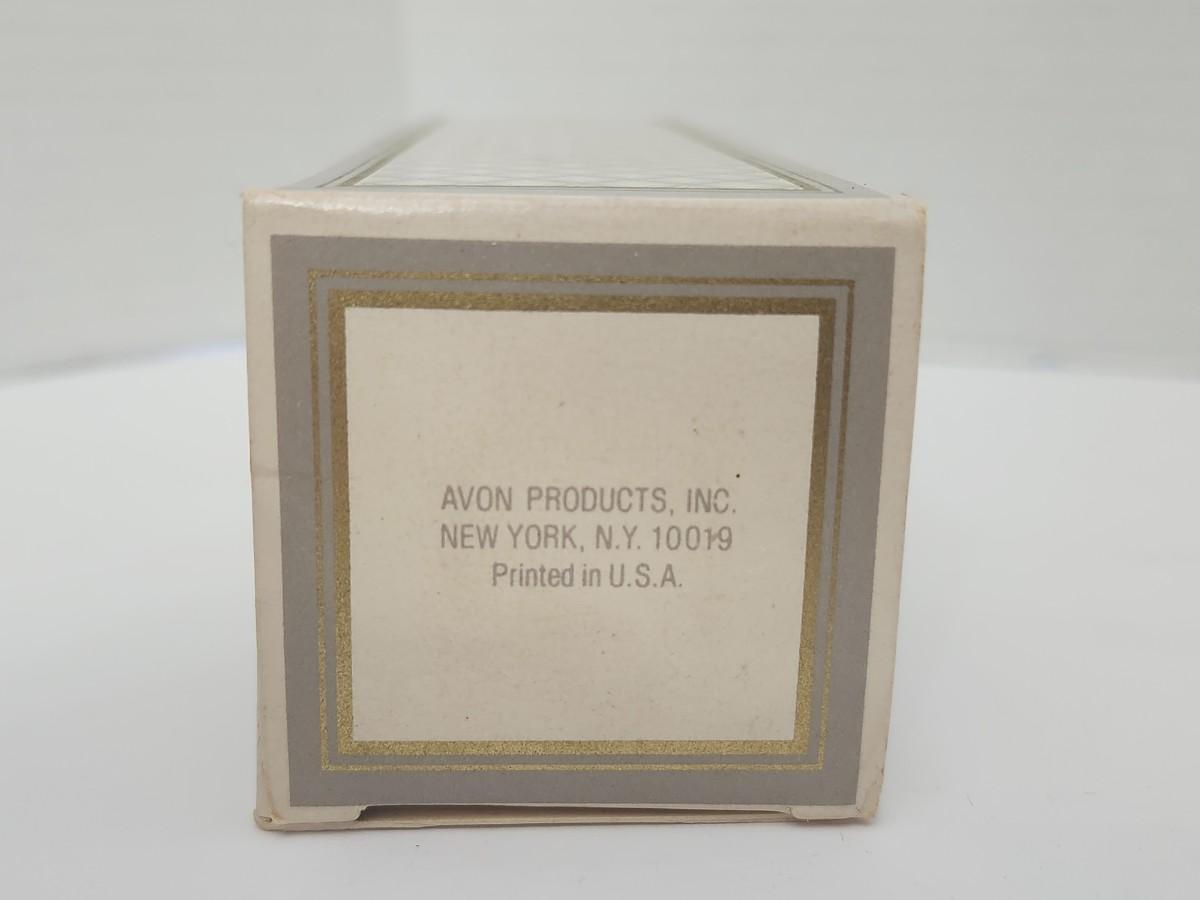 AVON PRODUCTS, INC.
NEW YORK, N.Y. 10019
Printed in U.S.A.